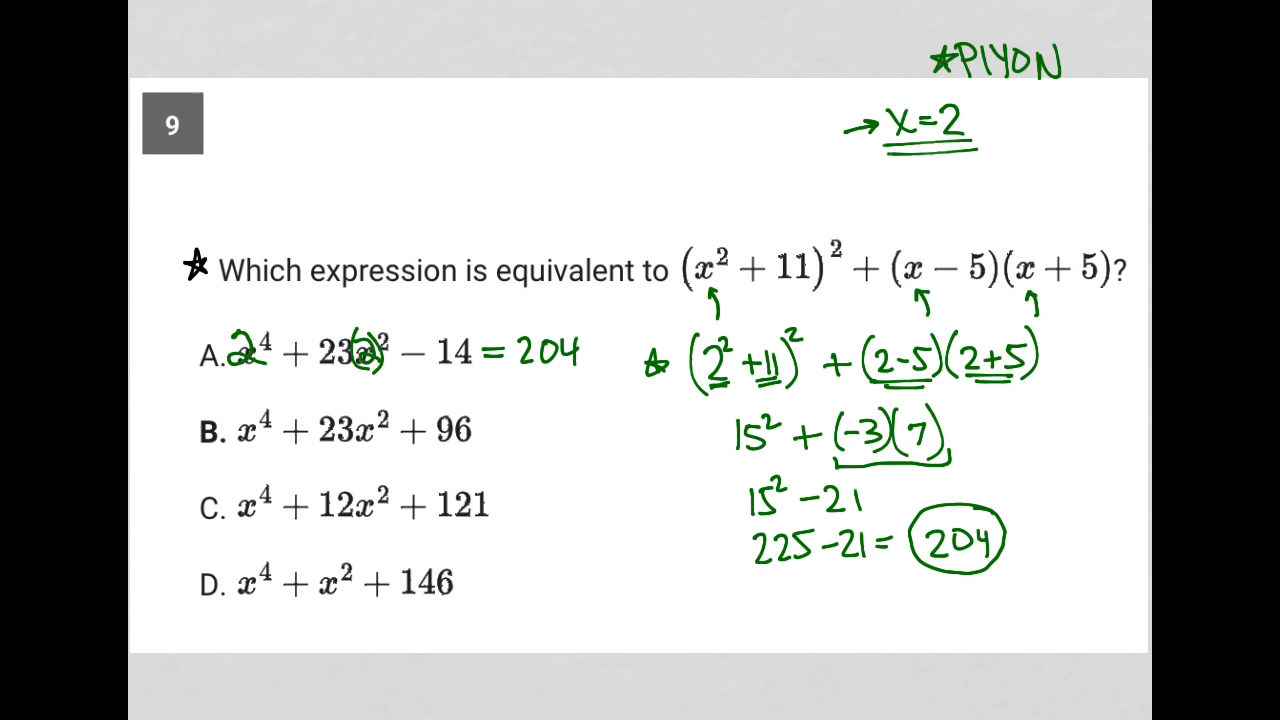 *PIYON
9
→ x=2
* Which expression is equivalent to (x² + 11)² + (x − 5)(x + 5)?
A. x⁴ + 23x² − 14 = 204
2 (2)
* (2² +11)² + (2-5)(2+5)
B. x⁴ + 23x² + 96
15² + (-3)(7)
C. x⁴ + 12x² + 121
15² - 21
225 - 21 = 204
D. x⁴ + x² + 146